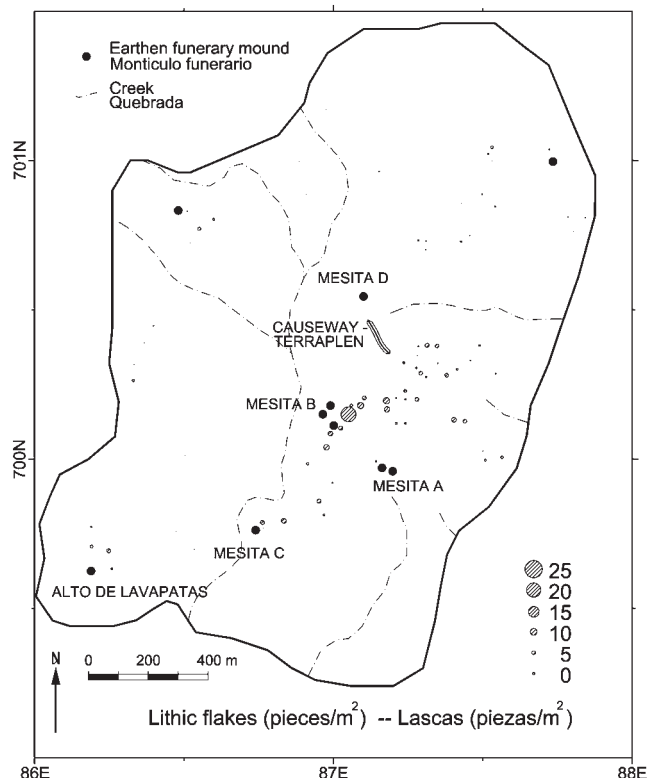 Earthen funerary mound
Monticulo funerario
Creek
Quebrada
701N
MESITA D
CAUSEWAY
TERRAPLEN
MESITA B
700N
MESITA A
MESITA C
ALTO DE LAVAPATAS
25
20
15
10
5
0
N
0 200 400 m
Lithic flakes (pieces/m²) -- Lascas (piezas/m²)
86E 87E 88E